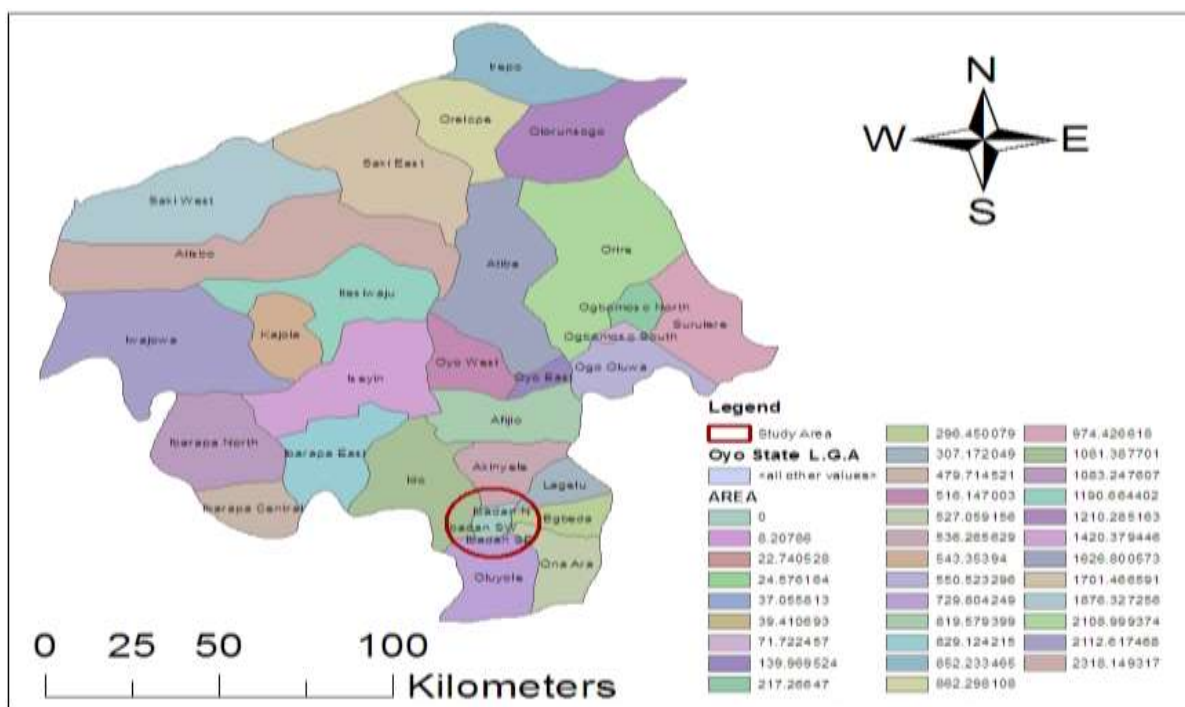 Irepo
Orelope
Olorunsogo
Saki East
Saki West
Atisbo
Atiba
Orire
Itesiwaju
Ogbomoso North
Surulere
Kajola
Iwajowa
Ogbomoso South
Oyo West
Ogo Oluwa
Oyo East
Iseyin
Afijio
Ibarapa North
Ibarapa East
Ido
Akinyele
Lagelu
Ibarapa Central
Ibadan N
Egbeda
Ibadan SW
Ona Ara
Oluyole
N
W E
S
0 25 50 100
Kilometers
Legend
Study Area
Oyo State L.G.A
<all other values>
AREA
0
8.20786
22.740528
24.576164
37.055813
39.410693
71.722457
139.969524
217.26647
296.450079
307.172049
479.714521
516.147003
527.059156
536.265629
543.35394
550.523296
729.804249
819.579399
829.124215
852.233465
862.298108
974.426618
1081.387701
1083.247607
1190.664402
1210.285163
1420.379446
1626.800573
1701.466591
1876.327256
2108.999374
2112.617468
2318.149317